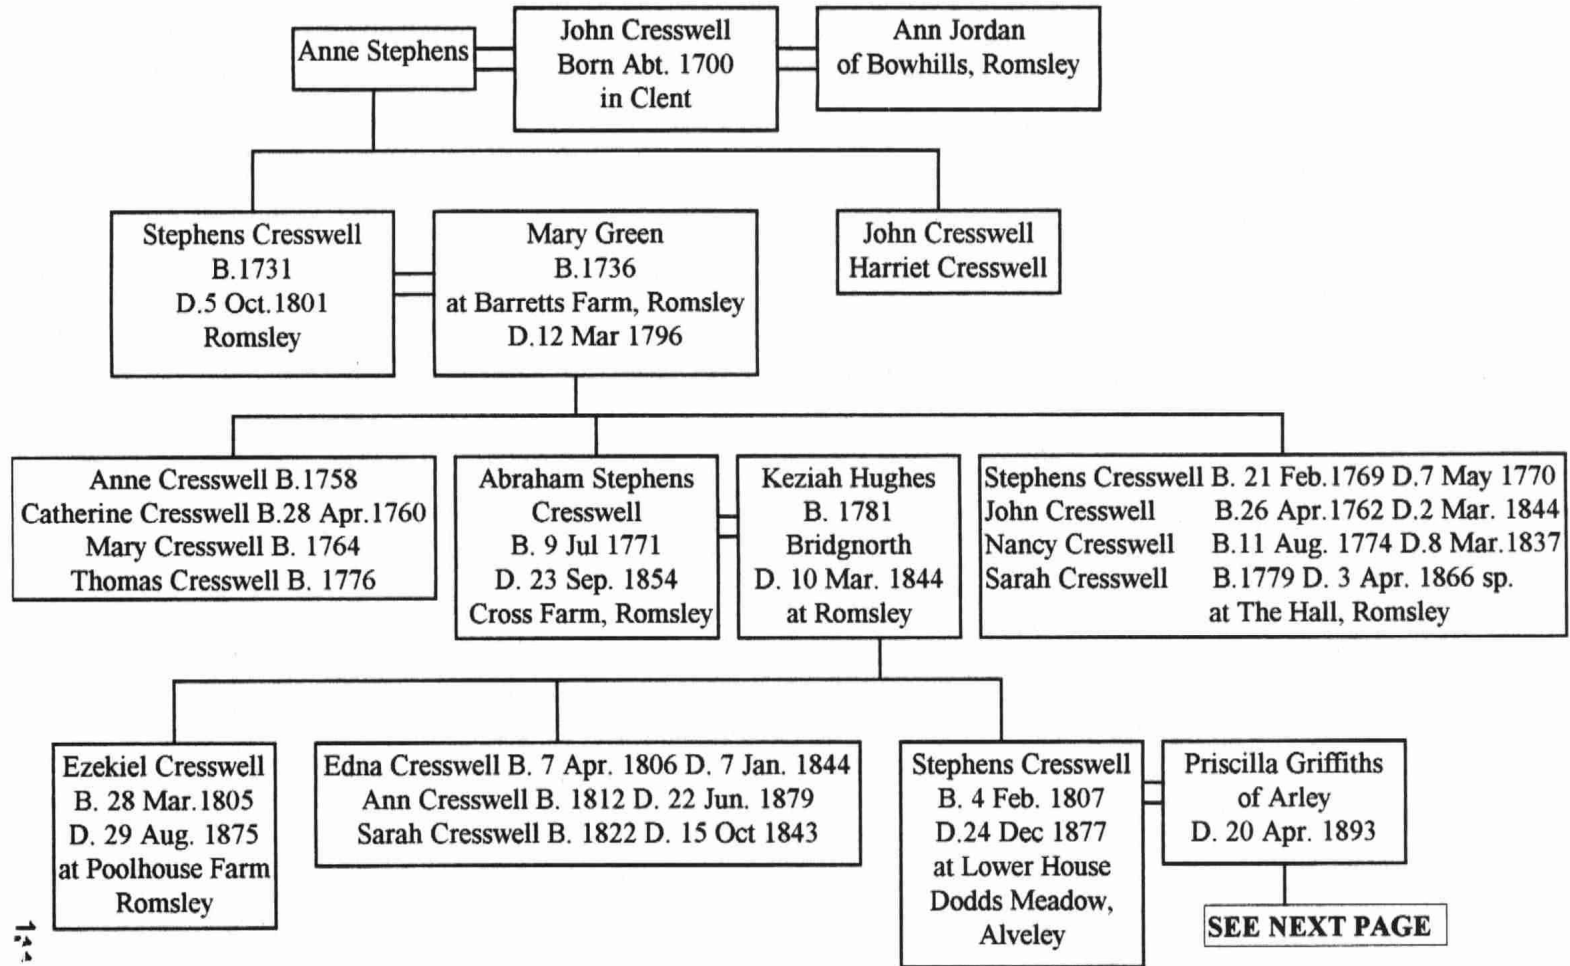 Anne Stephens
John Cresswell
Born Abt. 1700
in Clent
Ann Jordan
of Bowhills, Romsley
Stephens Cresswell
B.1731
D.5 Oct.1801
Romsley
Mary Green
B.1736
at Barretts Farm, Romsley
D.12 Mar 1796
John Cresswell
Harriet Cresswell
Anne Cresswell B.1758
Catherine Cresswell B.28 Apr.1760
Mary Cresswell B. 1764
Thomas Cresswell B. 1776
Abraham Stephens
Cresswell
B. 9 Jul 1771
D. 23 Sep. 1854
Cross Farm, Romsley
Keziah Hughes
B. 1781
Bridgnorth
D. 10 Mar. 1844
at Romsley
Stephens Cresswell B. 21 Feb.1769 D.7 May 1770
John Cresswell B.26 Apr.1762 D.2 Mar. 1844
Nancy Cresswell B.11 Aug. 1774 D.8 Mar.1837
Sarah Cresswell B.1779 D. 3 Apr. 1866 sp.
at The Hall, Romsley
Ezekiel Cresswell
B. 28 Mar.1805
D. 29 Aug. 1875
at Poolhouse Farm
Romsley
Edna Cresswell B. 7 Apr. 1806 D. 7 Jan. 1844
Ann Cresswell B. 1812 D. 22 Jun. 1879
Sarah Cresswell B. 1822 D. 15 Oct 1843
Stephens Cresswell
B. 4 Feb. 1807
D.24 Dec 1877
at Lower House
Dodds Meadow,
Alveley
Priscilla Griffiths
of Arley
D. 20 Apr. 1893
SEE NEXT PAGE